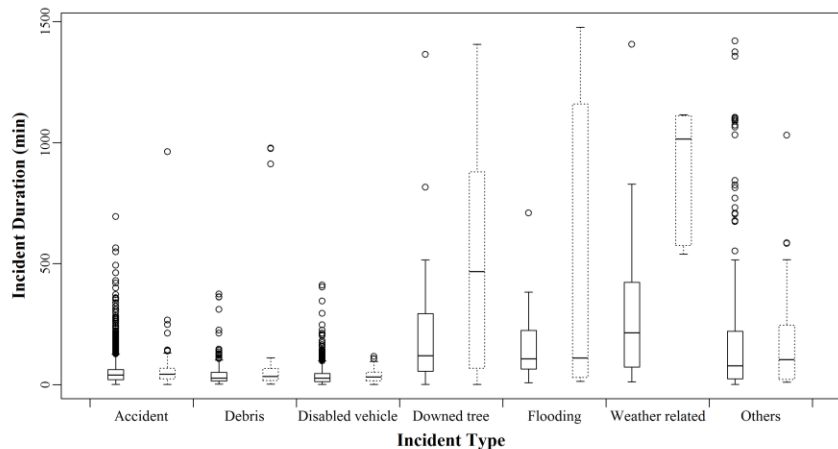 1500
1000
500
0
Incident Duration (min)
Accident Debris Disabled vehicle Downed tree Flooding Weather related Others
Incident Type